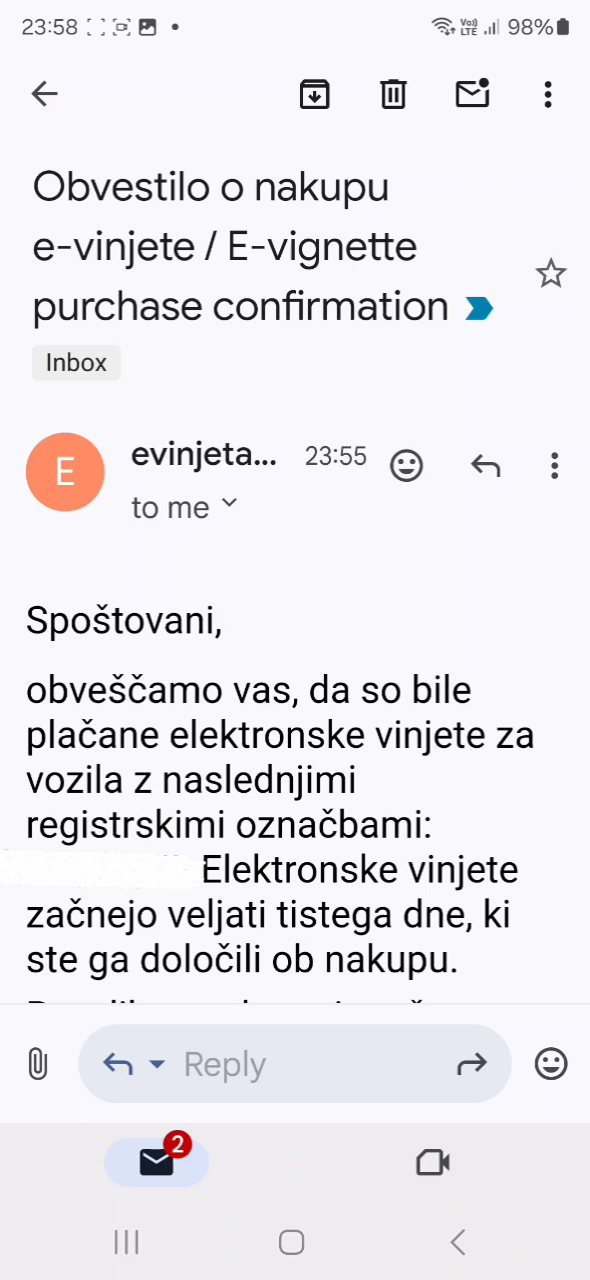 23:58
Vo))
LTE
98%
Obvestilo o nakupu
e-vinjete / E-vignette
purchase confirmation
Inbox
E
evinjeta...
23:55
to me
Spoštovani,
obveščamo vas, da so bile
plačane elektronske vinjete za
vozila z naslednjimi
registrskimi označbami:
Elektronske vinjete
začnejo veljati tistega dne, ki
ste ga določili ob nakupu.
Reply
2